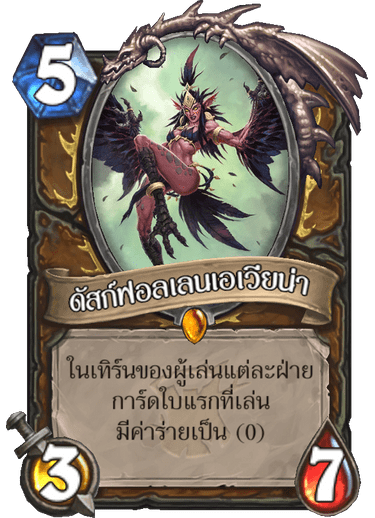 5
ดัสก์ฟอลเลนเอเวียน่า
ในเทิร์นของผู้เล่นแต่ละฝ่าย
การ์ดใบแรกที่เล่น
มีค่าร่ายเป็น (0)
3
7